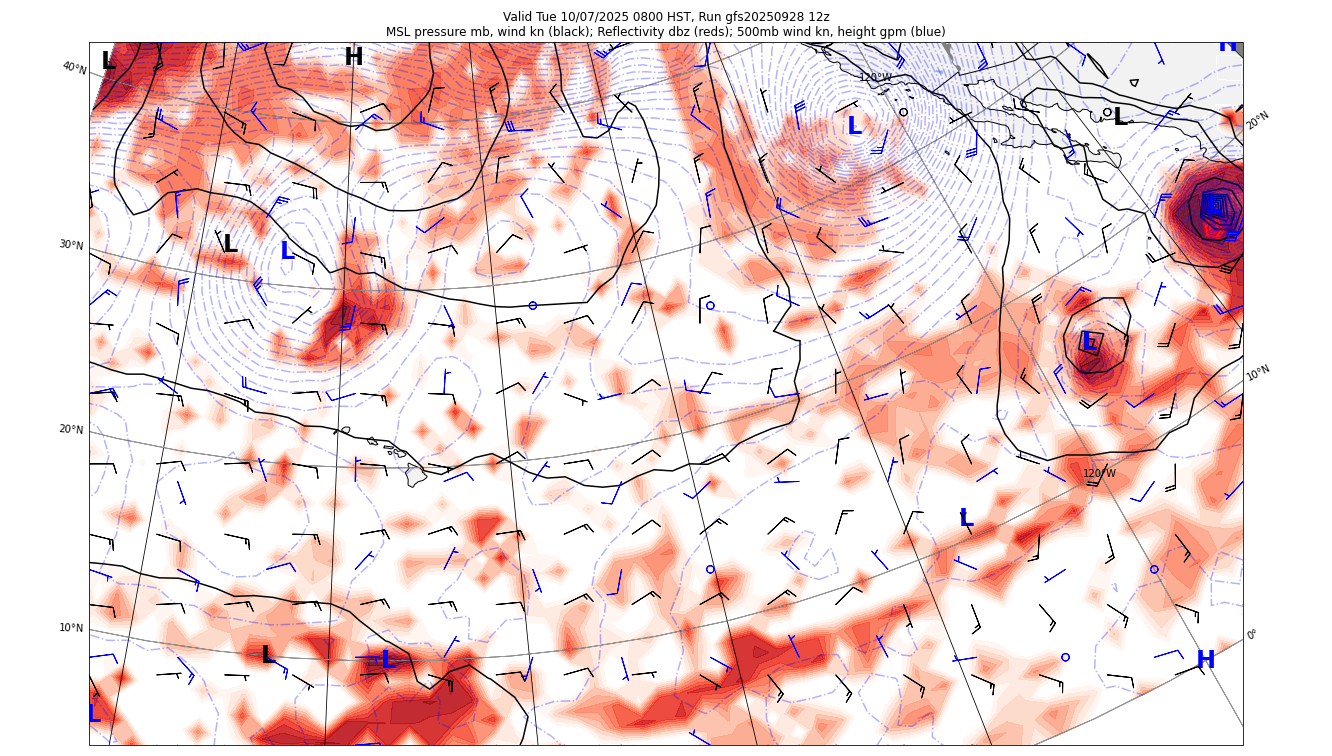 Valid Tue 10/07/2025 0800 HST, Run gfs20250928 12z
MSL pressure mb, wind kn (black); Reflectivity dbz (reds); 500mb wind kn, height gpm (blue)
H
L
H
40°N
120°W
L
L
20°N
L
30°N
L
L
L
10°N
20°N
120°W
L
10°N
0°
L
L
H
L